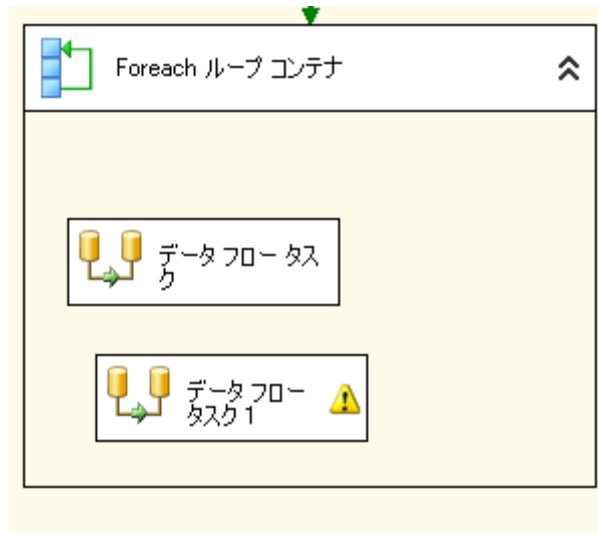 Foreach ループ コンテナ
データ フロー タス
ク
データ フロー
タスク 1